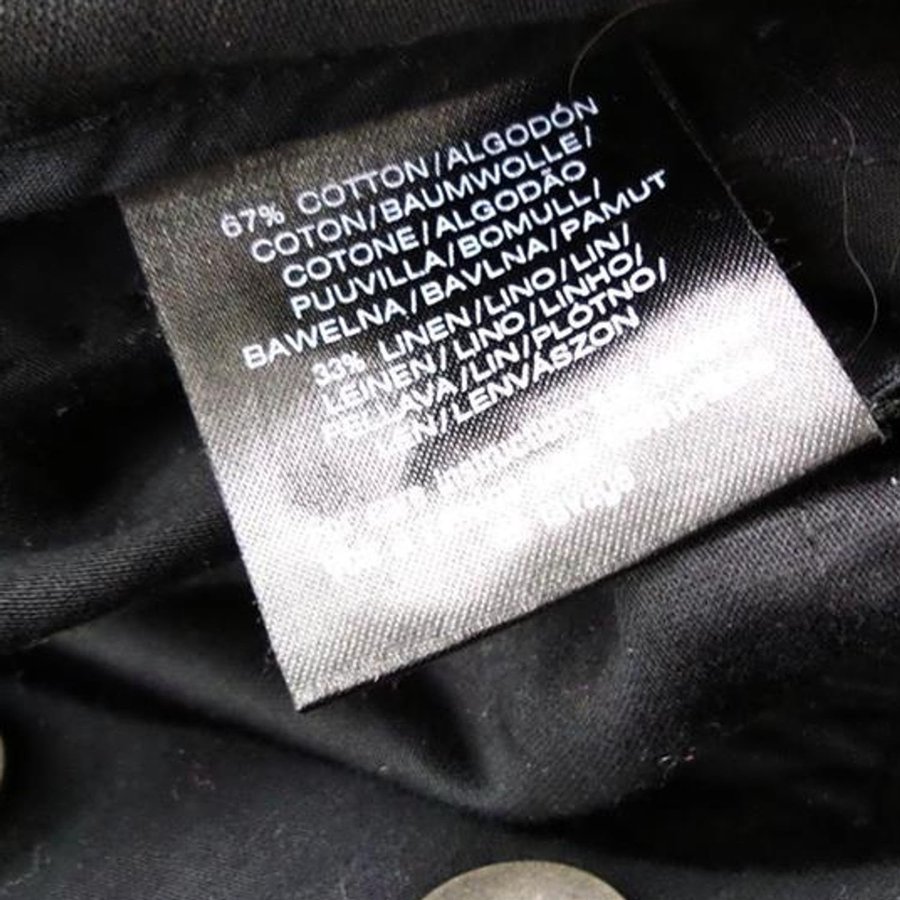 67% COTTON/ALGODÓN
COTON/BAUMWOLLE/
COTONE/ALGODÃO
PUUVILLA/BOMULL/
BAWELNA/BAVLNA/PAMUT
33% LINEN/LINO/LIN/
LEINEN/LINO/LINHO/
PELLAVA/LIN/PLÓTNO/
LEN/LENVÁSZON